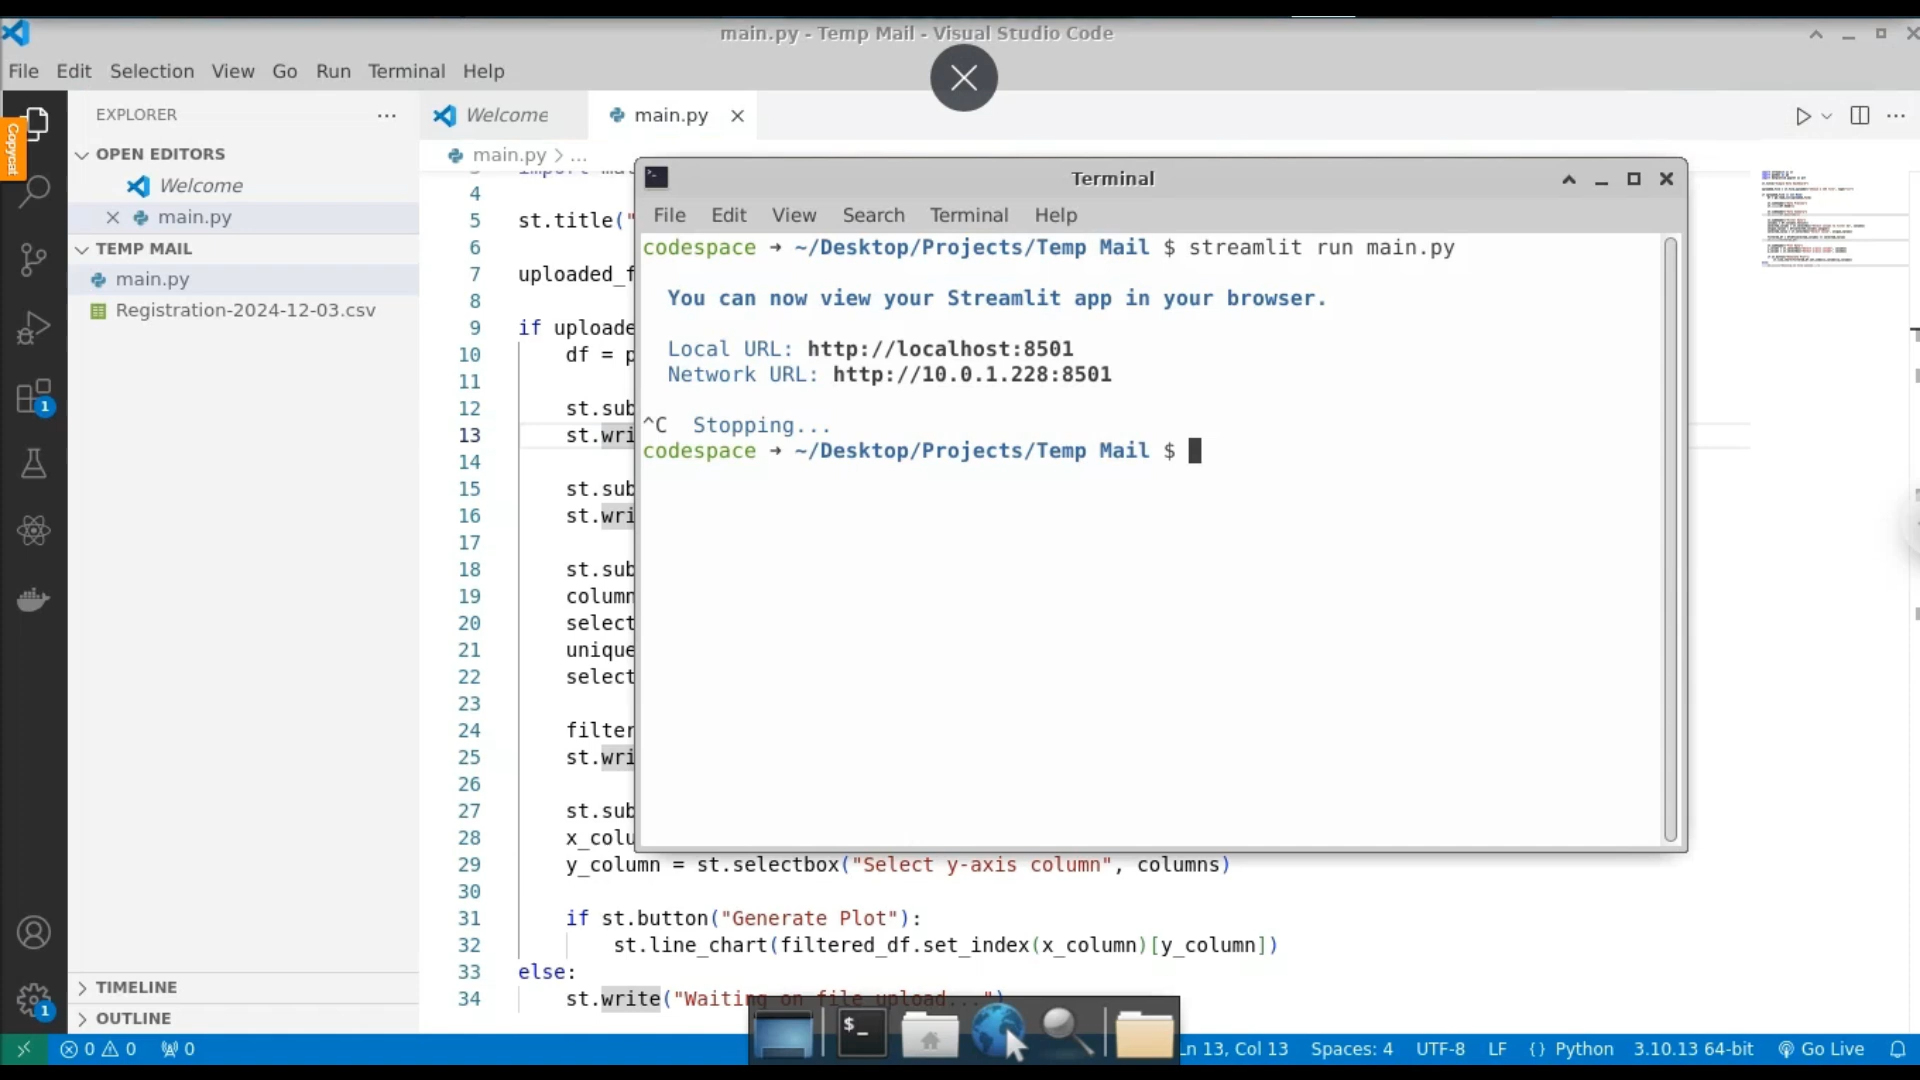 main.py - Temp Mail - Visual Studio Code
File Edit Selection View Go Run Terminal Help
Copycat
EXPLORER
OPEN EDITORS
Welcome
main.py
TEMP MAIL
main.py
Registration-2024-12-03.csv
TIMELINE
OUTLINE
Welcome
main.py
main.py > ...
4
5 st.title("
6
7 uploaded_f
8
9 if uploade
10 df = p
11
12 st.sub
13 st.wri
14
15 st.sub
16 st.wri
17
18 st.sub
19 column
20 select
21 unique
22 select
23
24 filter
25 st.wri
26
27 st.sub
28 x_colu
29 y_column = st.selectbox("Select y-axis column", columns)
30
31 if st.button("Generate Plot"):
32 st.line_chart(filtered_df.set_index(x_column)[y_column])
33 else:
34 st.write("Waiting on file upload...")
Terminal
File Edit View Search Terminal Help
codespace ➜ ~/Desktop/Projects/Temp Mail $ streamlit run main.py
You can now view your Streamlit app in your browser.
Local URL: http://localhost:8501
Network URL: http://10.0.1.228:8501
^C Stopping...
codespace ➜ ~/Desktop/Projects/Temp Mail $
1
1
$_
0 0 0 Ln 13, Col 13 Spaces: 4 UTF-8 LF {} Python 3.10.13 64-bit Go Live